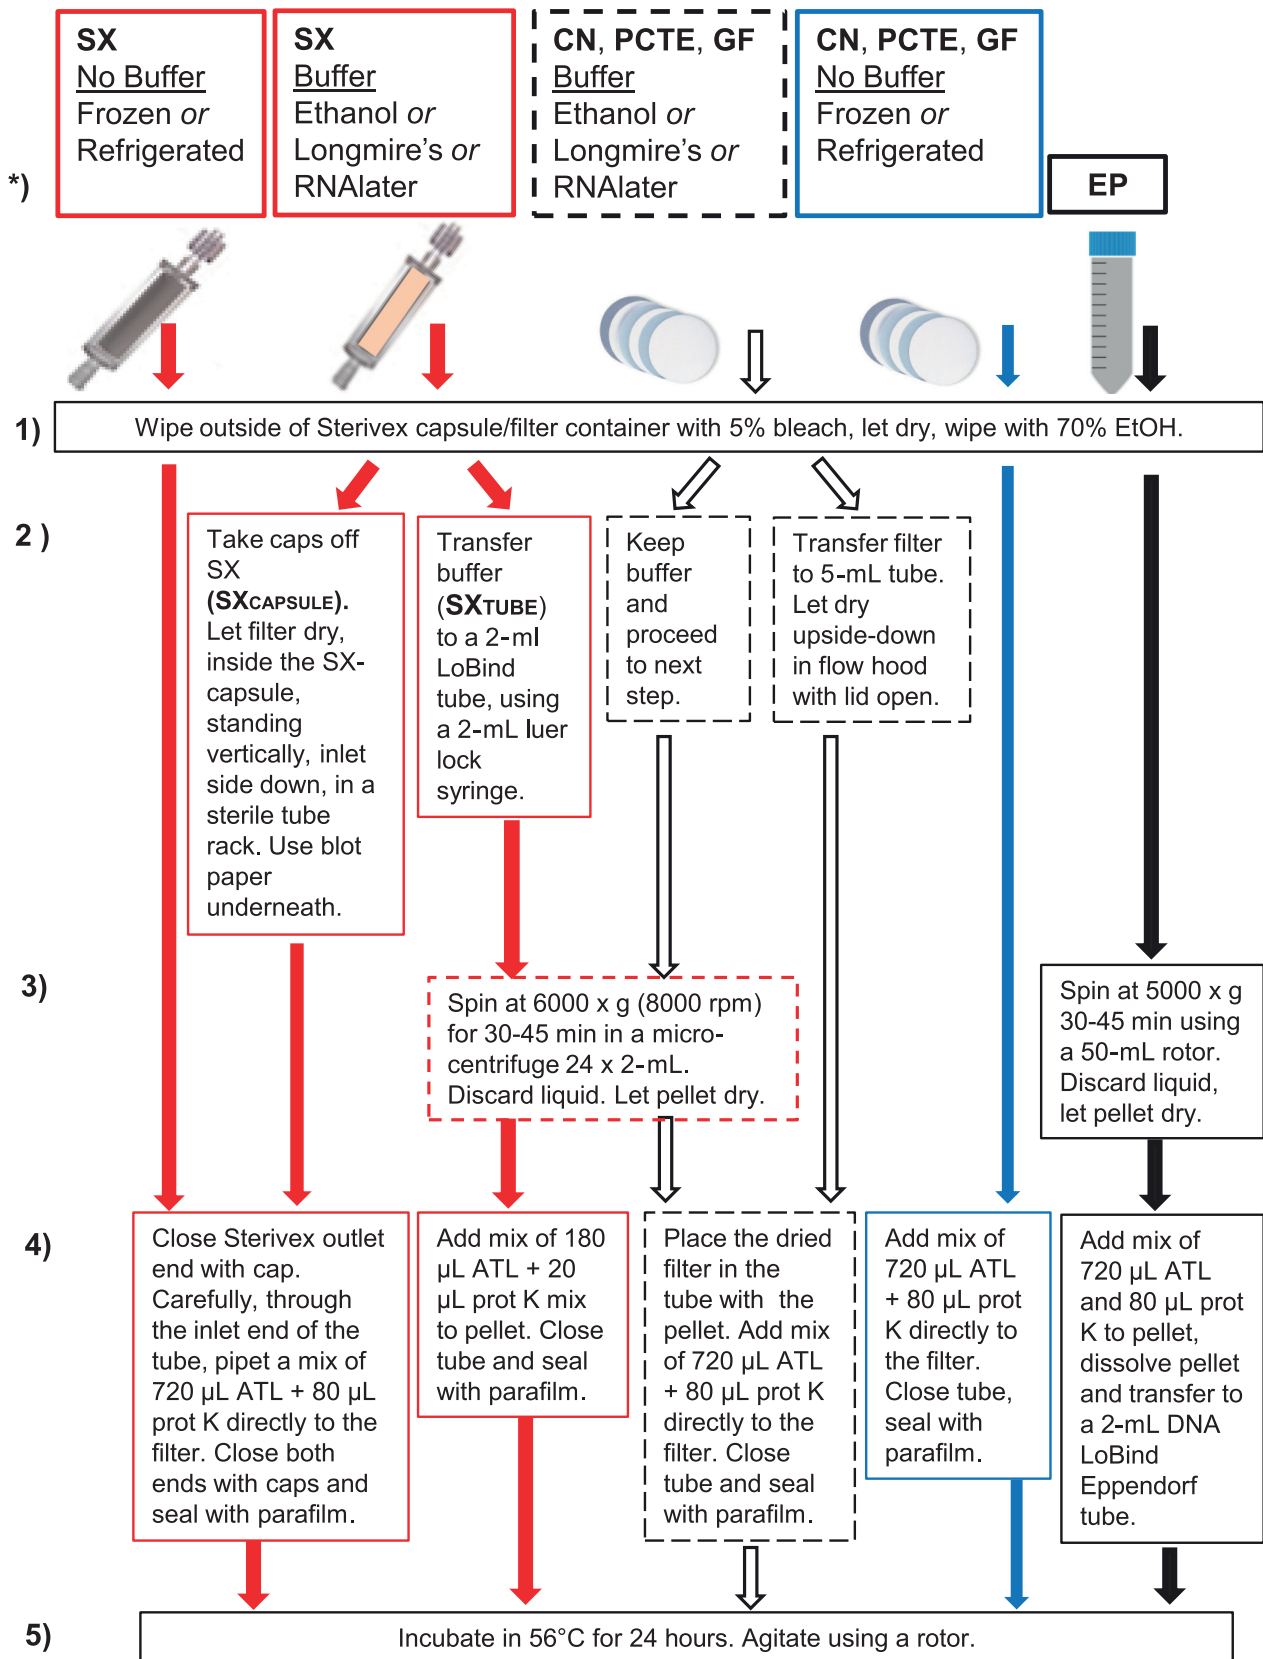 *)
SX
No Buffer
Frozen or
Refrigerated
SX
Buffer
Ethanol or
Longmire's or
RNAlater
CN, PCTE, GF
Buffer
Ethanol or
Longmire's or
RNAlater
CN, PCTE, GF
No Buffer
Frozen or
Refrigerated
EP
1)
Wipe outside of Sterivex capsule/filter container with 5% bleach, let dry, wipe with 70% EtOH.
2 )
Take caps off
SX
(SXCAPSULE).
Let filter dry,
inside the SX-
capsule,
standing
vertically, inlet
side down, in a
sterile tube
rack. Use blot
paper
underneath.
Transfer
buffer
(SXTUBE)
to a 2-ml
LoBind
tube, using
a 2-mL luer
lock
syringe.
Keep
buffer
and
proceed
to next
step.
Transfer filter
to 5-mL tube.
Let dry
upside-down
in flow hood
with lid open.
3)
Spin at 6000 x g (8000 rpm)
for 30-45 min in a micro-
centrifuge 24 x 2-mL.
Discard liquid. Let pellet dry.
Spin at 5000 x g
30-45 min using
a 50-mL rotor.
Discard liquid,
let pellet dry.
4)
Close Sterivex outlet
end with cap.
Carefully, through
the inlet end of the
tube, pipet a mix of
720 µL ATL + 80 µL
prot K directly to the
filter. Close both
ends with caps and
seal with parafilm.
Add mix of 180
µL ATL + 20
µL prot K mix
to pellet. Close
tube and seal
with parafilm.
Place the dried
filter in the
tube with the
pellet. Add mix
of 720 µL ATL
+ 80 µL prot K
directly to the
filter. Close
tube and seal
with parafilm.
Add mix of
720 µL ATL
+ 80 µL prot
K directly to
the filter.
Close tube,
seal with
parafilm.
Add mix of
720 µL ATL
and 80 µL prot
K to pellet,
dissolve pellet
and transfer to
a 2-mL DNA
LoBind
Eppendorf
tube.
5)
Incubate in 56°C for 24 hours. Agitate using a rotor.